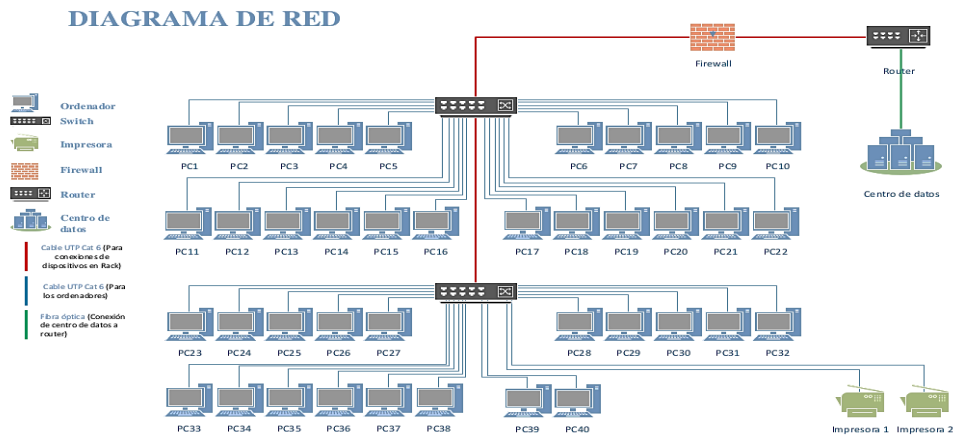 DIAGRAMA DE RED
Firewall
Router
Centro de datos
Ordenador
Switch
Impresora
Firewall
Router
Centro de
datos
Cable UTP Cat 6 (Para
conexiones de
dispositivos en Rack)
Cable UTP Cat 6 (Para
los ordenadores)
Fibra óptica (Conexión
de centro de datos a
router)
PC1 PC2 PC3 PC4 PC5 PC6 PC7 PC8 PC9 PC10
PC11 PC12 PC13 PC14 PC15 PC16 PC17 PC18 PC19 PC20 PC21 PC22
PC23 PC24 PC25 PC26 PC27 PC28 PC29 PC30 PC31 PC32
PC33 PC34 PC35 PC36 PC37 PC38 PC39 PC40 Impresora 1 Impresora 2